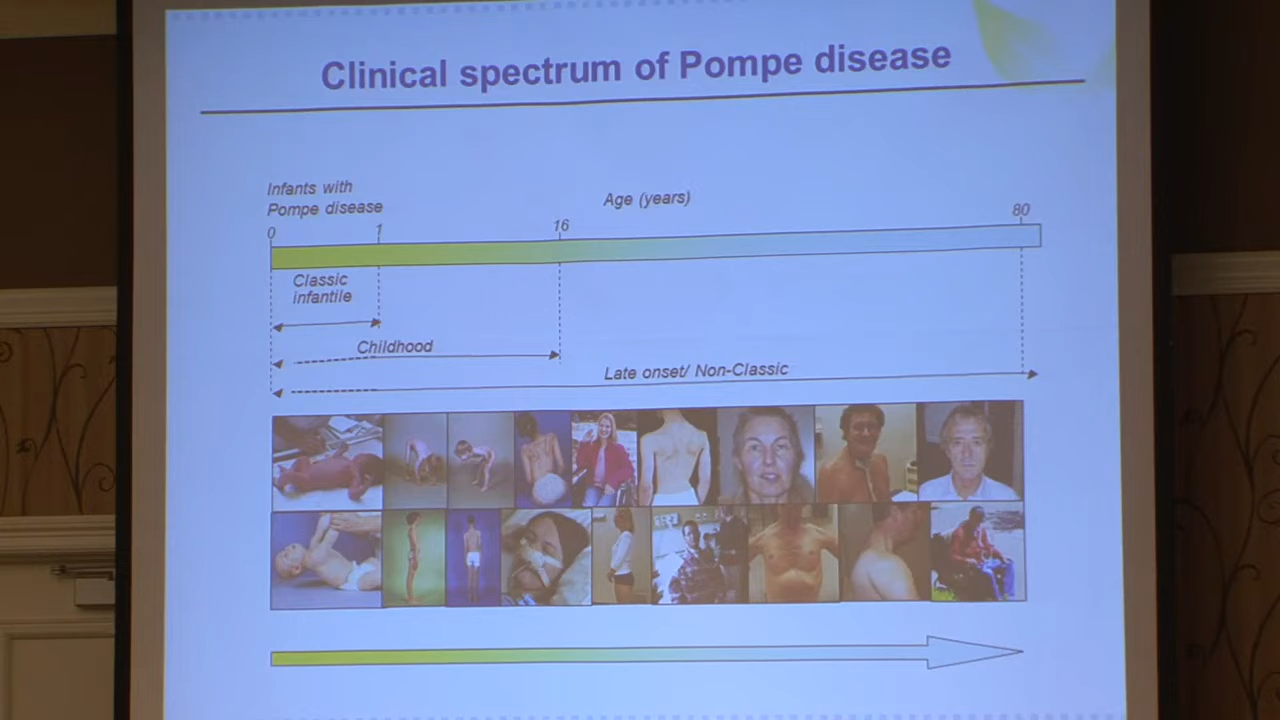 Clinical spectrum of Pompe disease
Infants with
Pompe disease
Age (years)
0
1
16
80
Classic
infantile
Childhood
Late onset/ Non-Classic